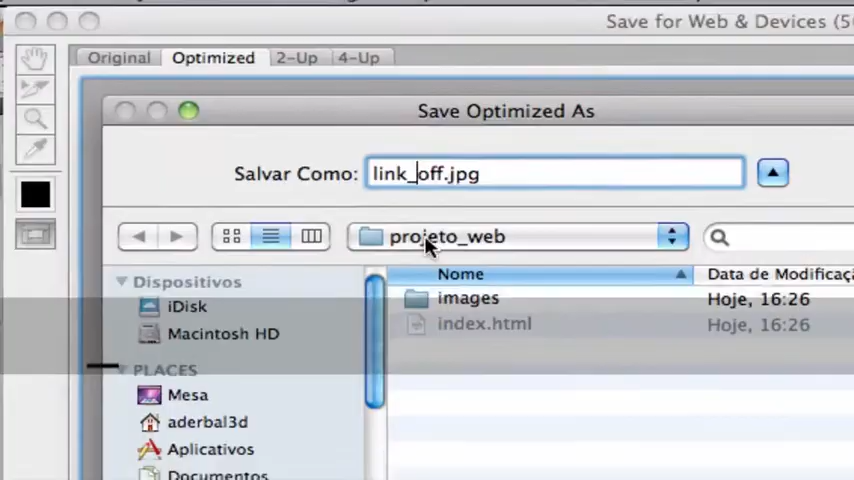 Save for Web & Devices (5
Original Optimized 2-Up 4-Up
Save Optimized As
Salvar Como: link_off.jpg
projeto_web
Nome Data de Modificaçã
Dispositivos
images Hoje, 16:26
iDisk
index.html Hoje, 16:26
Macintosh HD
PLACES
Mesa
aderbal3d
Aplicativos
Documentos